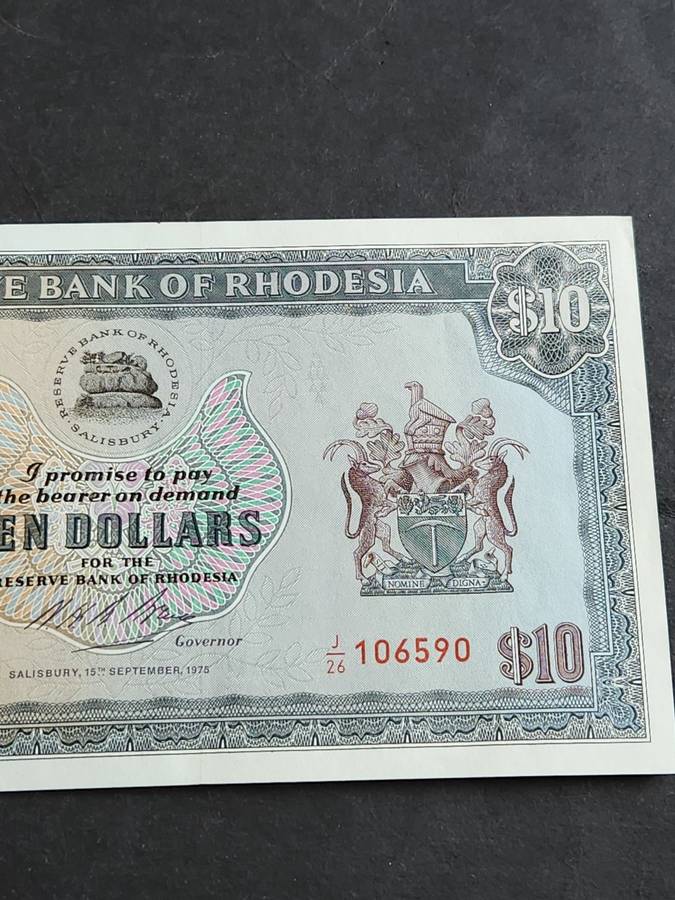 E BANK OF RHODESIA
$10
RESERVE BANK OF RHODESIA
· SALISBURY ·
I promise to pay
the bearer on demand
EN DOLLARS
FOR THE
RESERVE BANK OF RHODESIA
NOMINE DIGNA
Governor
J/26 106590
$10
SALISBURY, 15TH SEPTEMBER, 1975